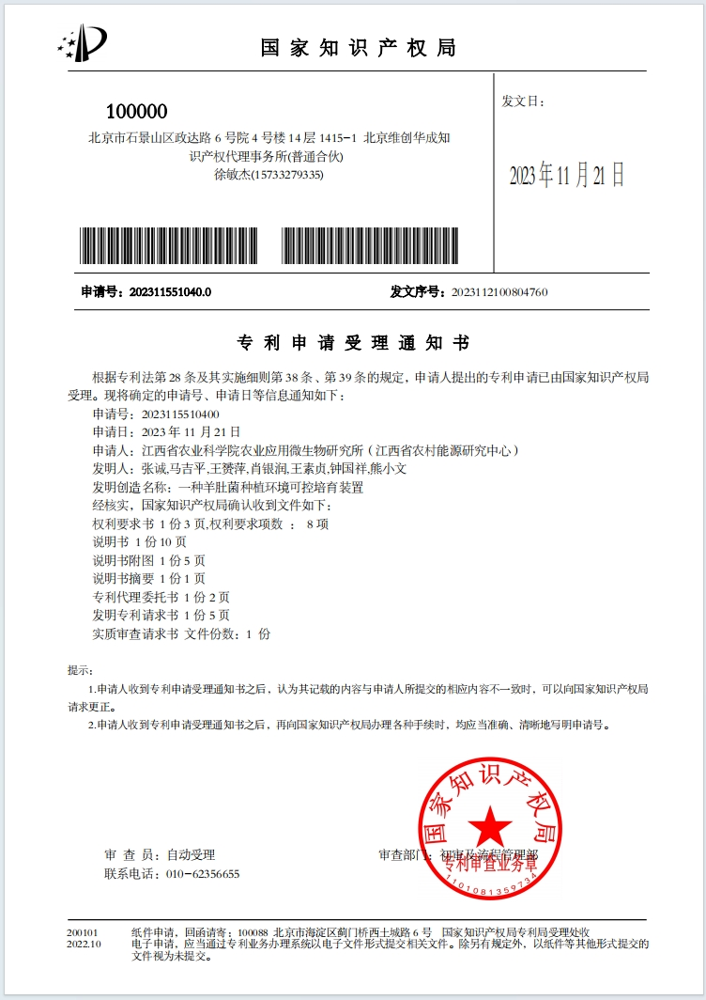 国家知识产权局
100000
北京市石景山区政达路 6 号院 4 号楼 14 层 1415-1 北京维创华成知
识产权代理事务所(普通合伙)
徐敏杰(15733279335)
发文日：
2023 年 11 月 21 日
申请号：202311551040.0
发文序号：2023112100804760
专利申请受理通知书
根据专利法第 28 条及其实施细则第 38 条、第 39 条的规定，申请人提出的专利申请已由国家知识产权局
受理。现将确定的申请号、申请日等信息通知如下：
申请号：2023115510400
申请日：2023 年 11 月 21 日
申请人：江西省农业科学院农业应用微生物研究所（江西省农村能源研究中心）
发明人：张诚,马吉平,王赟萍,肖银润,王素贞,钟国祥,熊小文
发明创造名称：一种羊肚菌种植环境可控培育装置
经核实，国家知识产权局确认收到文件如下：
权利要求书 1 份 3 页,权利要求项数 ： 8 项
说明书 1 份 10 页
说明书附图 1 份 5 页
说明书摘要 1 份 1 页
专利代理委托书 1 份 2 页
发明专利请求书 1 份 5 页
实质审查请求书 文件份数：1 份
提示：
1.申请人收到专利申请受理通知书之后，认为其记载的内容与申请人所提交的相应内容不一致时，可以向国家知识产权局
请求更正。
2.申请人收到专利申请受理通知书之后，再向国家知识产权局办理各种手续时，均应当准确、清晰地写明申请号。
国家知识产权局
专利审查业务章
1101081359734
审 查 员：自动受理
审查部门：初审及流程管理部
联系电话：010-62356655
200101
2022.10
纸件申请，回函请寄：100088 北京市海淀区蓟门桥西土城路 6 号 国家知识产权局专利局受理处收
电子申请，应当通过专利业务办理系统以电子文件形式提交相关文件。除另有规定外，以纸件等其他形式提交的
文件视为未提交。